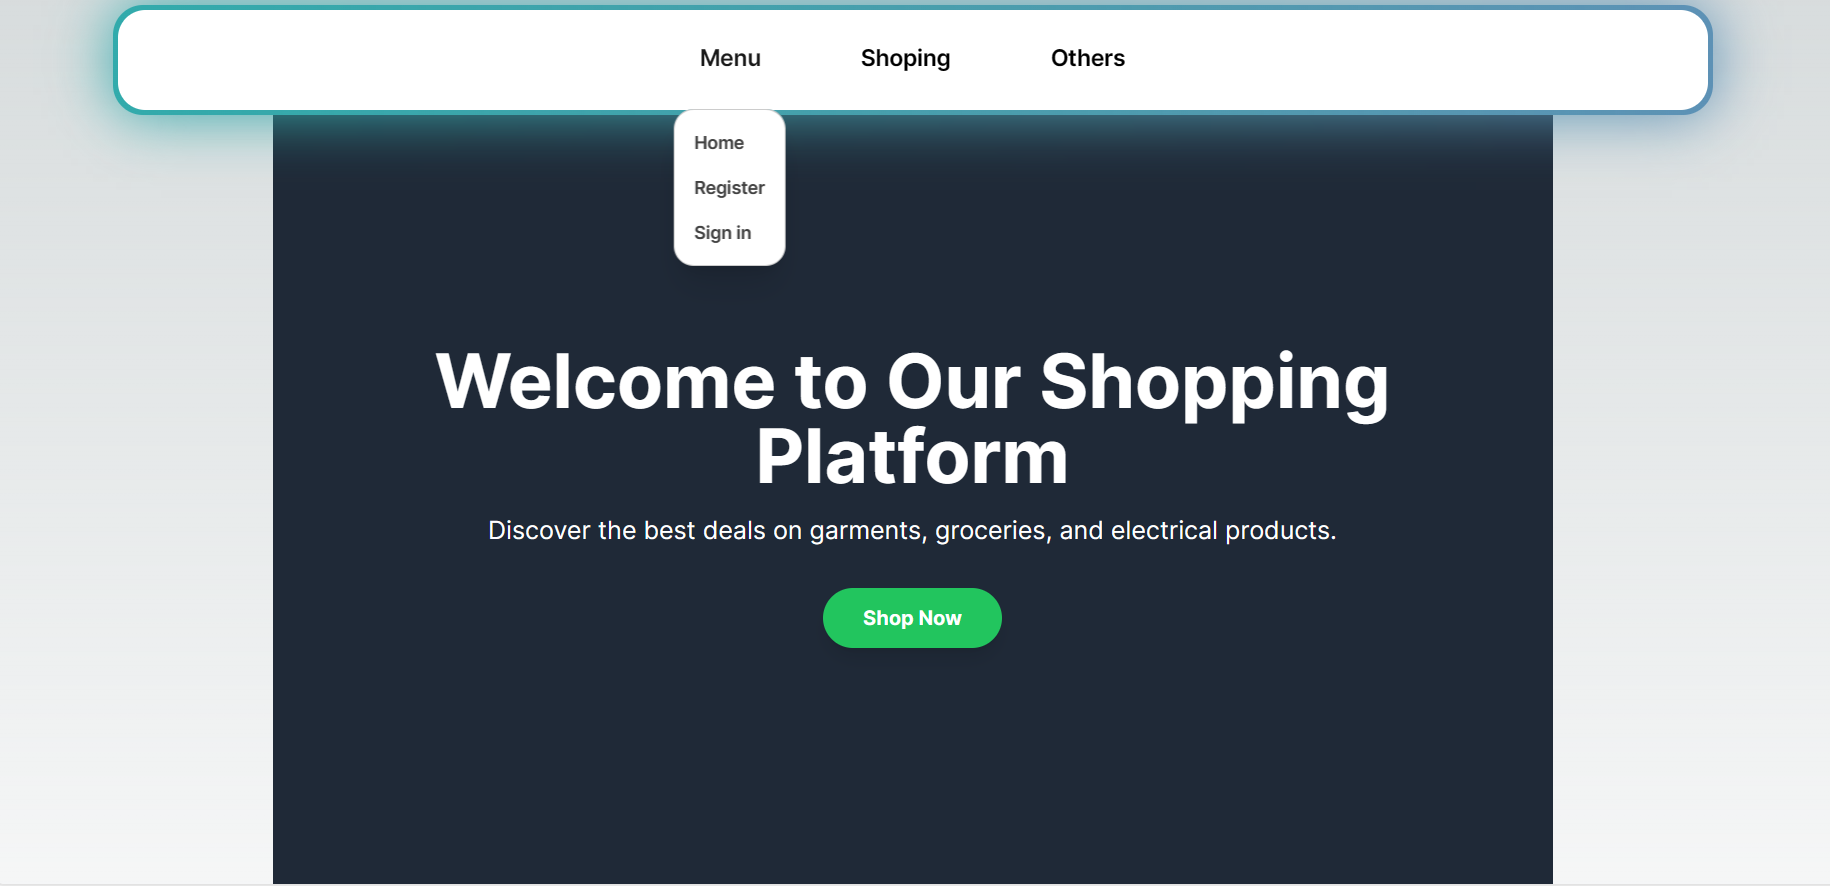 Menu
Shoping
Others
Home
Register
Sign in
Welcome to Our Shopping
Platform
Discover the best deals on garments, groceries, and electrical products.
Shop Now